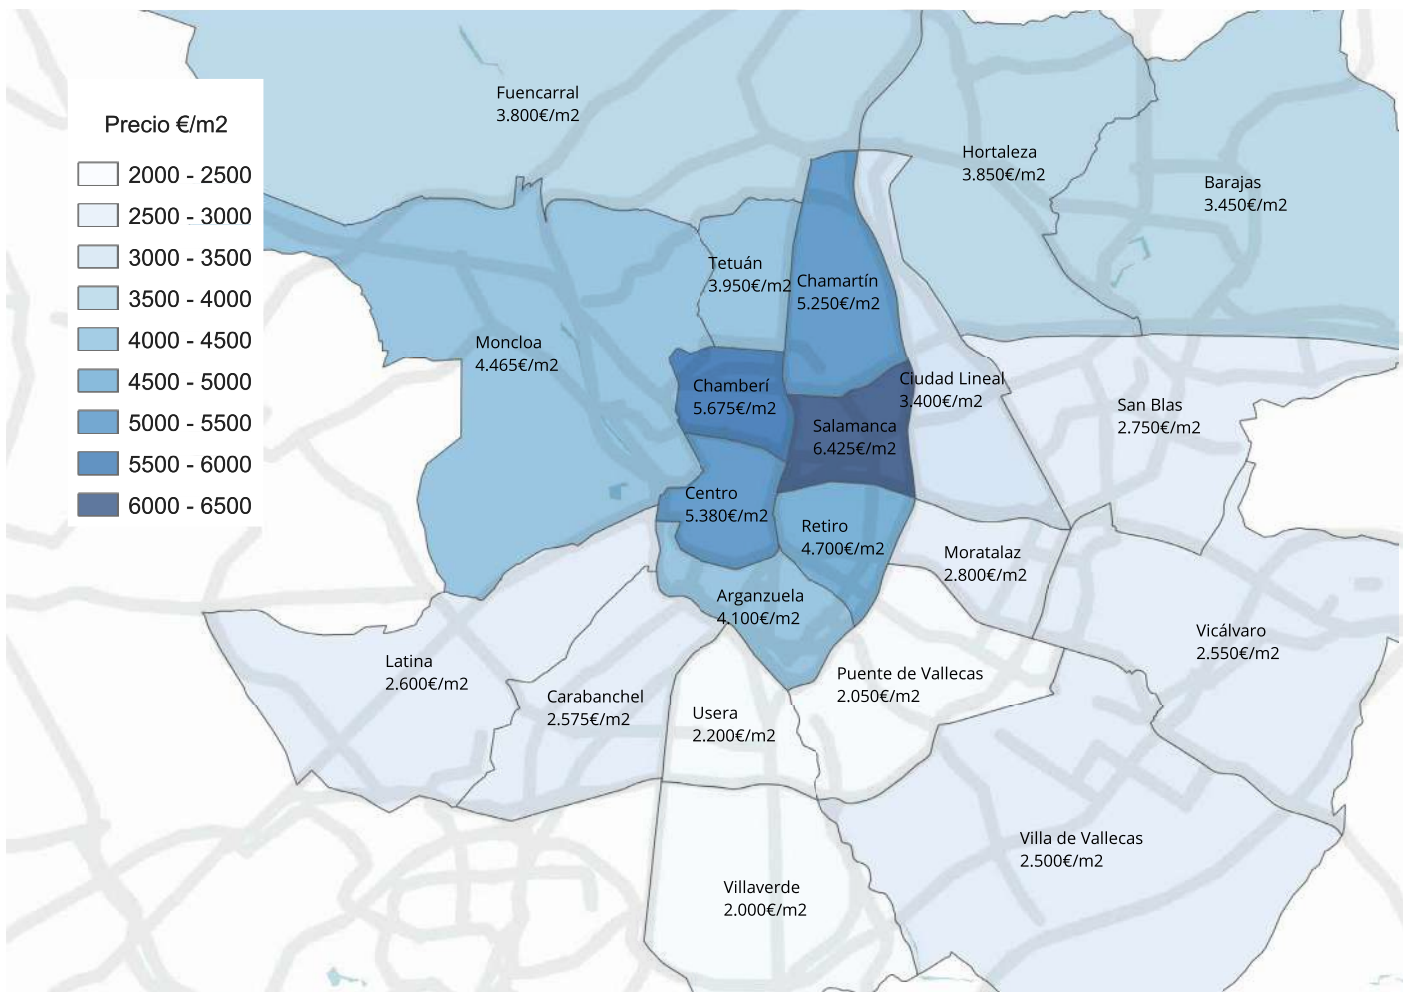 Precio €/m2
2000 - 2500
2500 - 3000
3000 - 3500
3500 - 4000
4000 - 4500
4500 - 5000
5000 - 5500
5500 - 6000
6000 - 6500
Fuencarral
3.800€/m2
Hortaleza
3.850€/m2
Barajas
3.450€/m2
Tetuán
3.950€/m2
Chamartín
5.250€/m2
Moncloa
4.465€/m2
Chamberí
5.675€/m2
Ciudad Lineal
3.400€/m2
Salamanca
6.425€/m2
San Blas
2.750€/m2
Centro
5.380€/m2
Retiro
4.700€/m2
Moratalaz
2.800€/m2
Arganzuela
4.100€/m2
Vicálvaro
2.550€/m2
Latina
2.600€/m2
Carabanchel
2.575€/m2
Usera
2.200€/m2
Puente de Vallecas
2.050€/m2
Villa de Vallecas
2.500€/m2
Villaverde
2.000€/m2